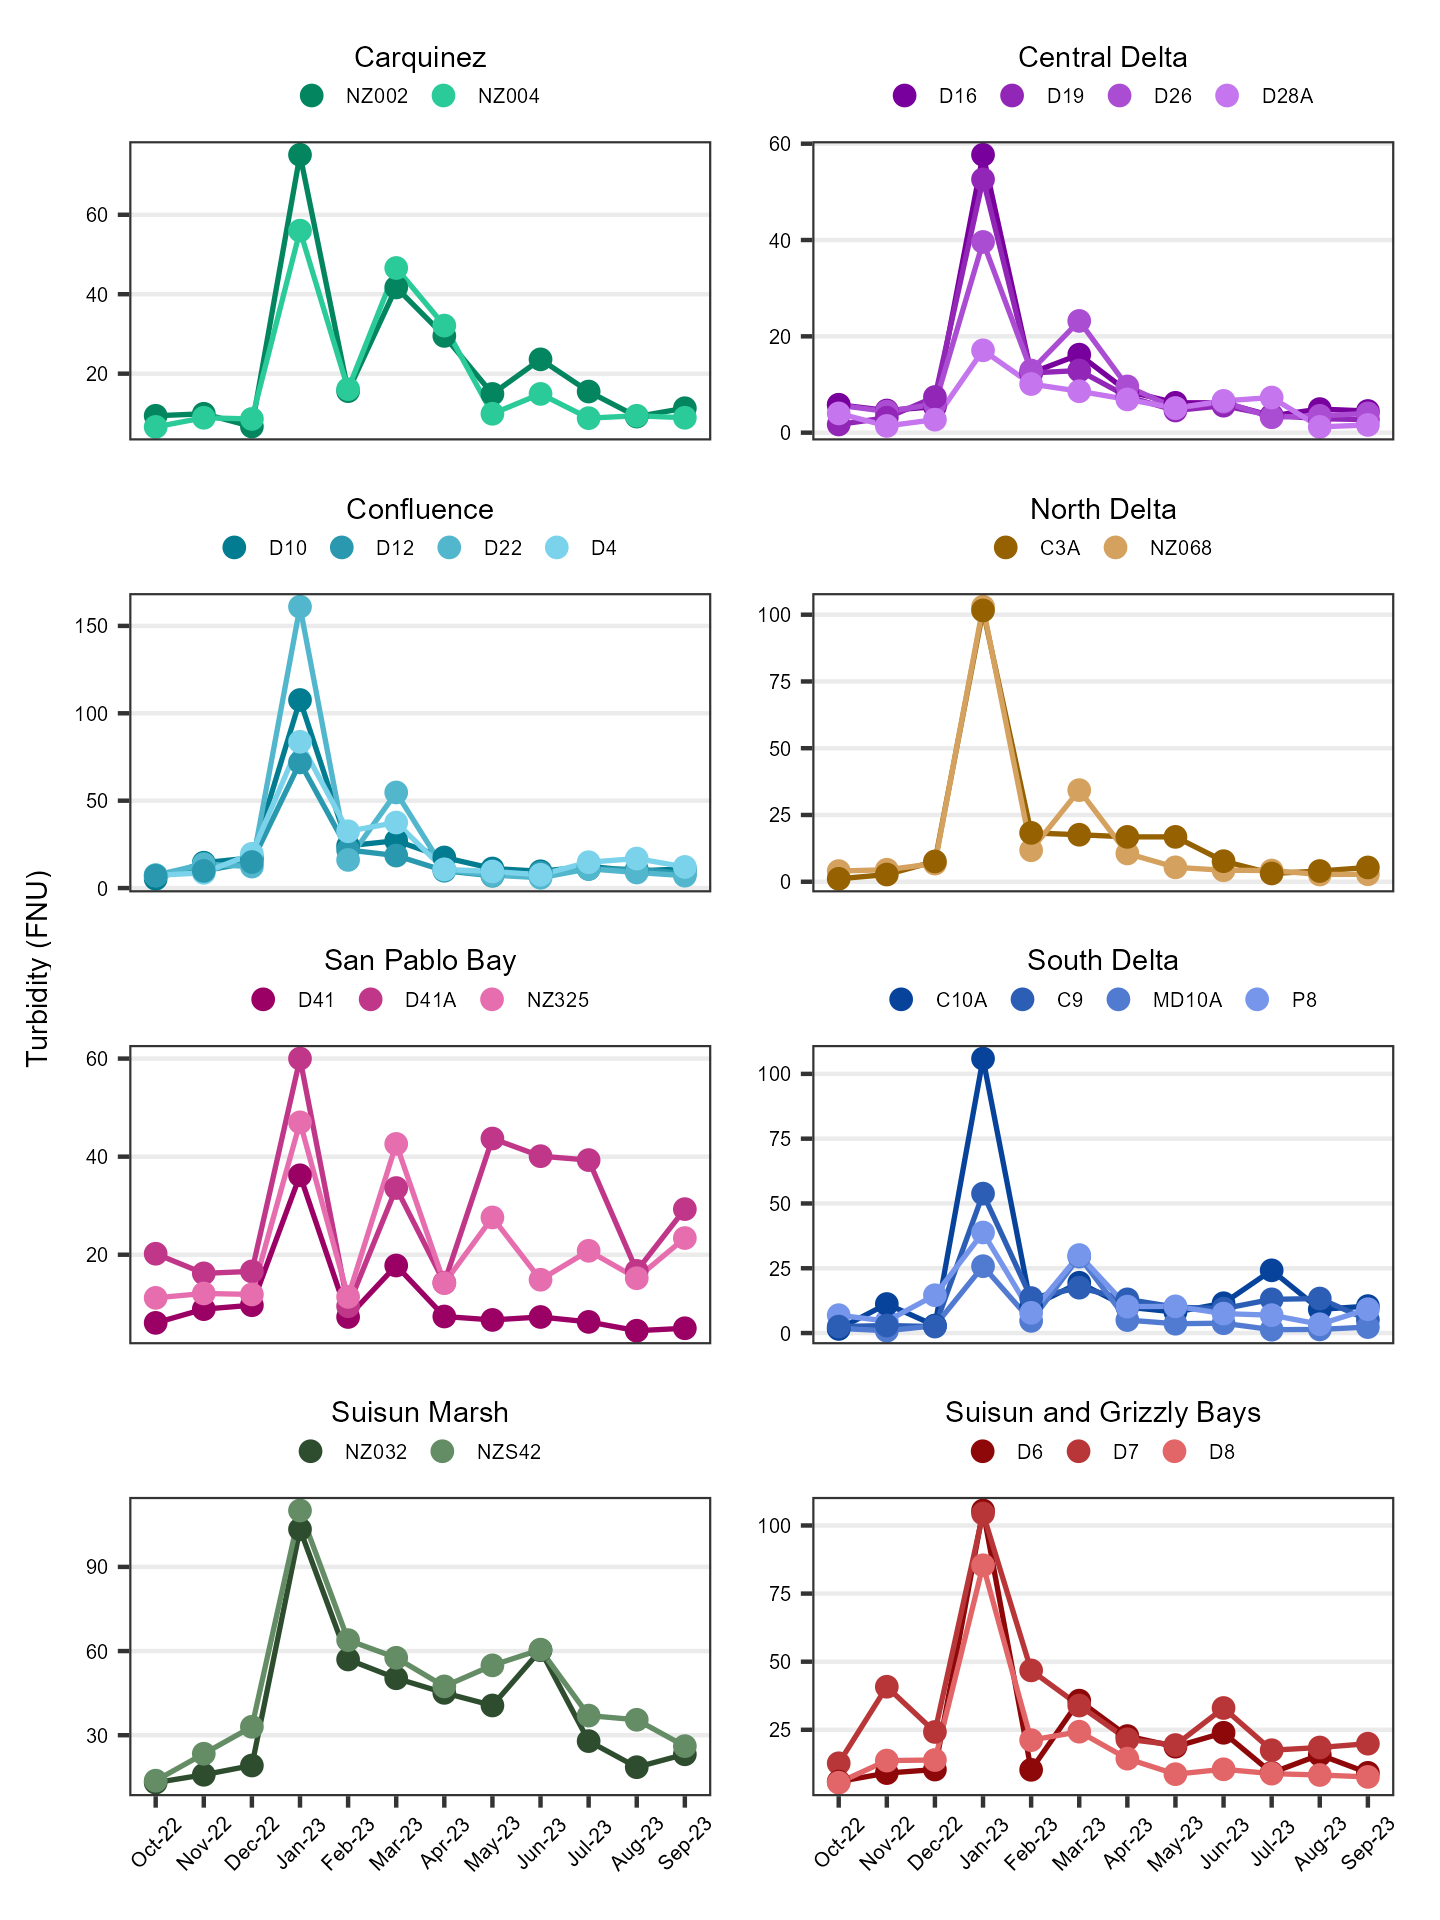 Turbidity (FNU)
Carquinez
NZ002 NZ004
60
40
20
Central Delta
D16 D19 D26 D28A
60
40
20
0
Confluence
D10 D12 D22 D4
150
100
50
0
North Delta
C3A NZ068
100
75
50
25
0
San Pablo Bay
D41 D41A NZ325
60
40
20
South Delta
C10A C9 MD10A P8
100
75
50
25
0
Suisun Marsh
NZ032 NZS42
90
60
30
Oct-22 Nov-22 Dec-22 Jan-23 Feb-23 Mar-23 Apr-23 May-23 Jun-23 Jul-23 Aug-23 Sep-23
Suisun and Grizzly Bays
D6 D7 D8
100
75
50
25
Oct-22 Nov-22 Dec-22 Jan-23 Feb-23 Mar-23 Apr-23 May-23 Jun-23 Jul-23 Aug-23 Sep-23